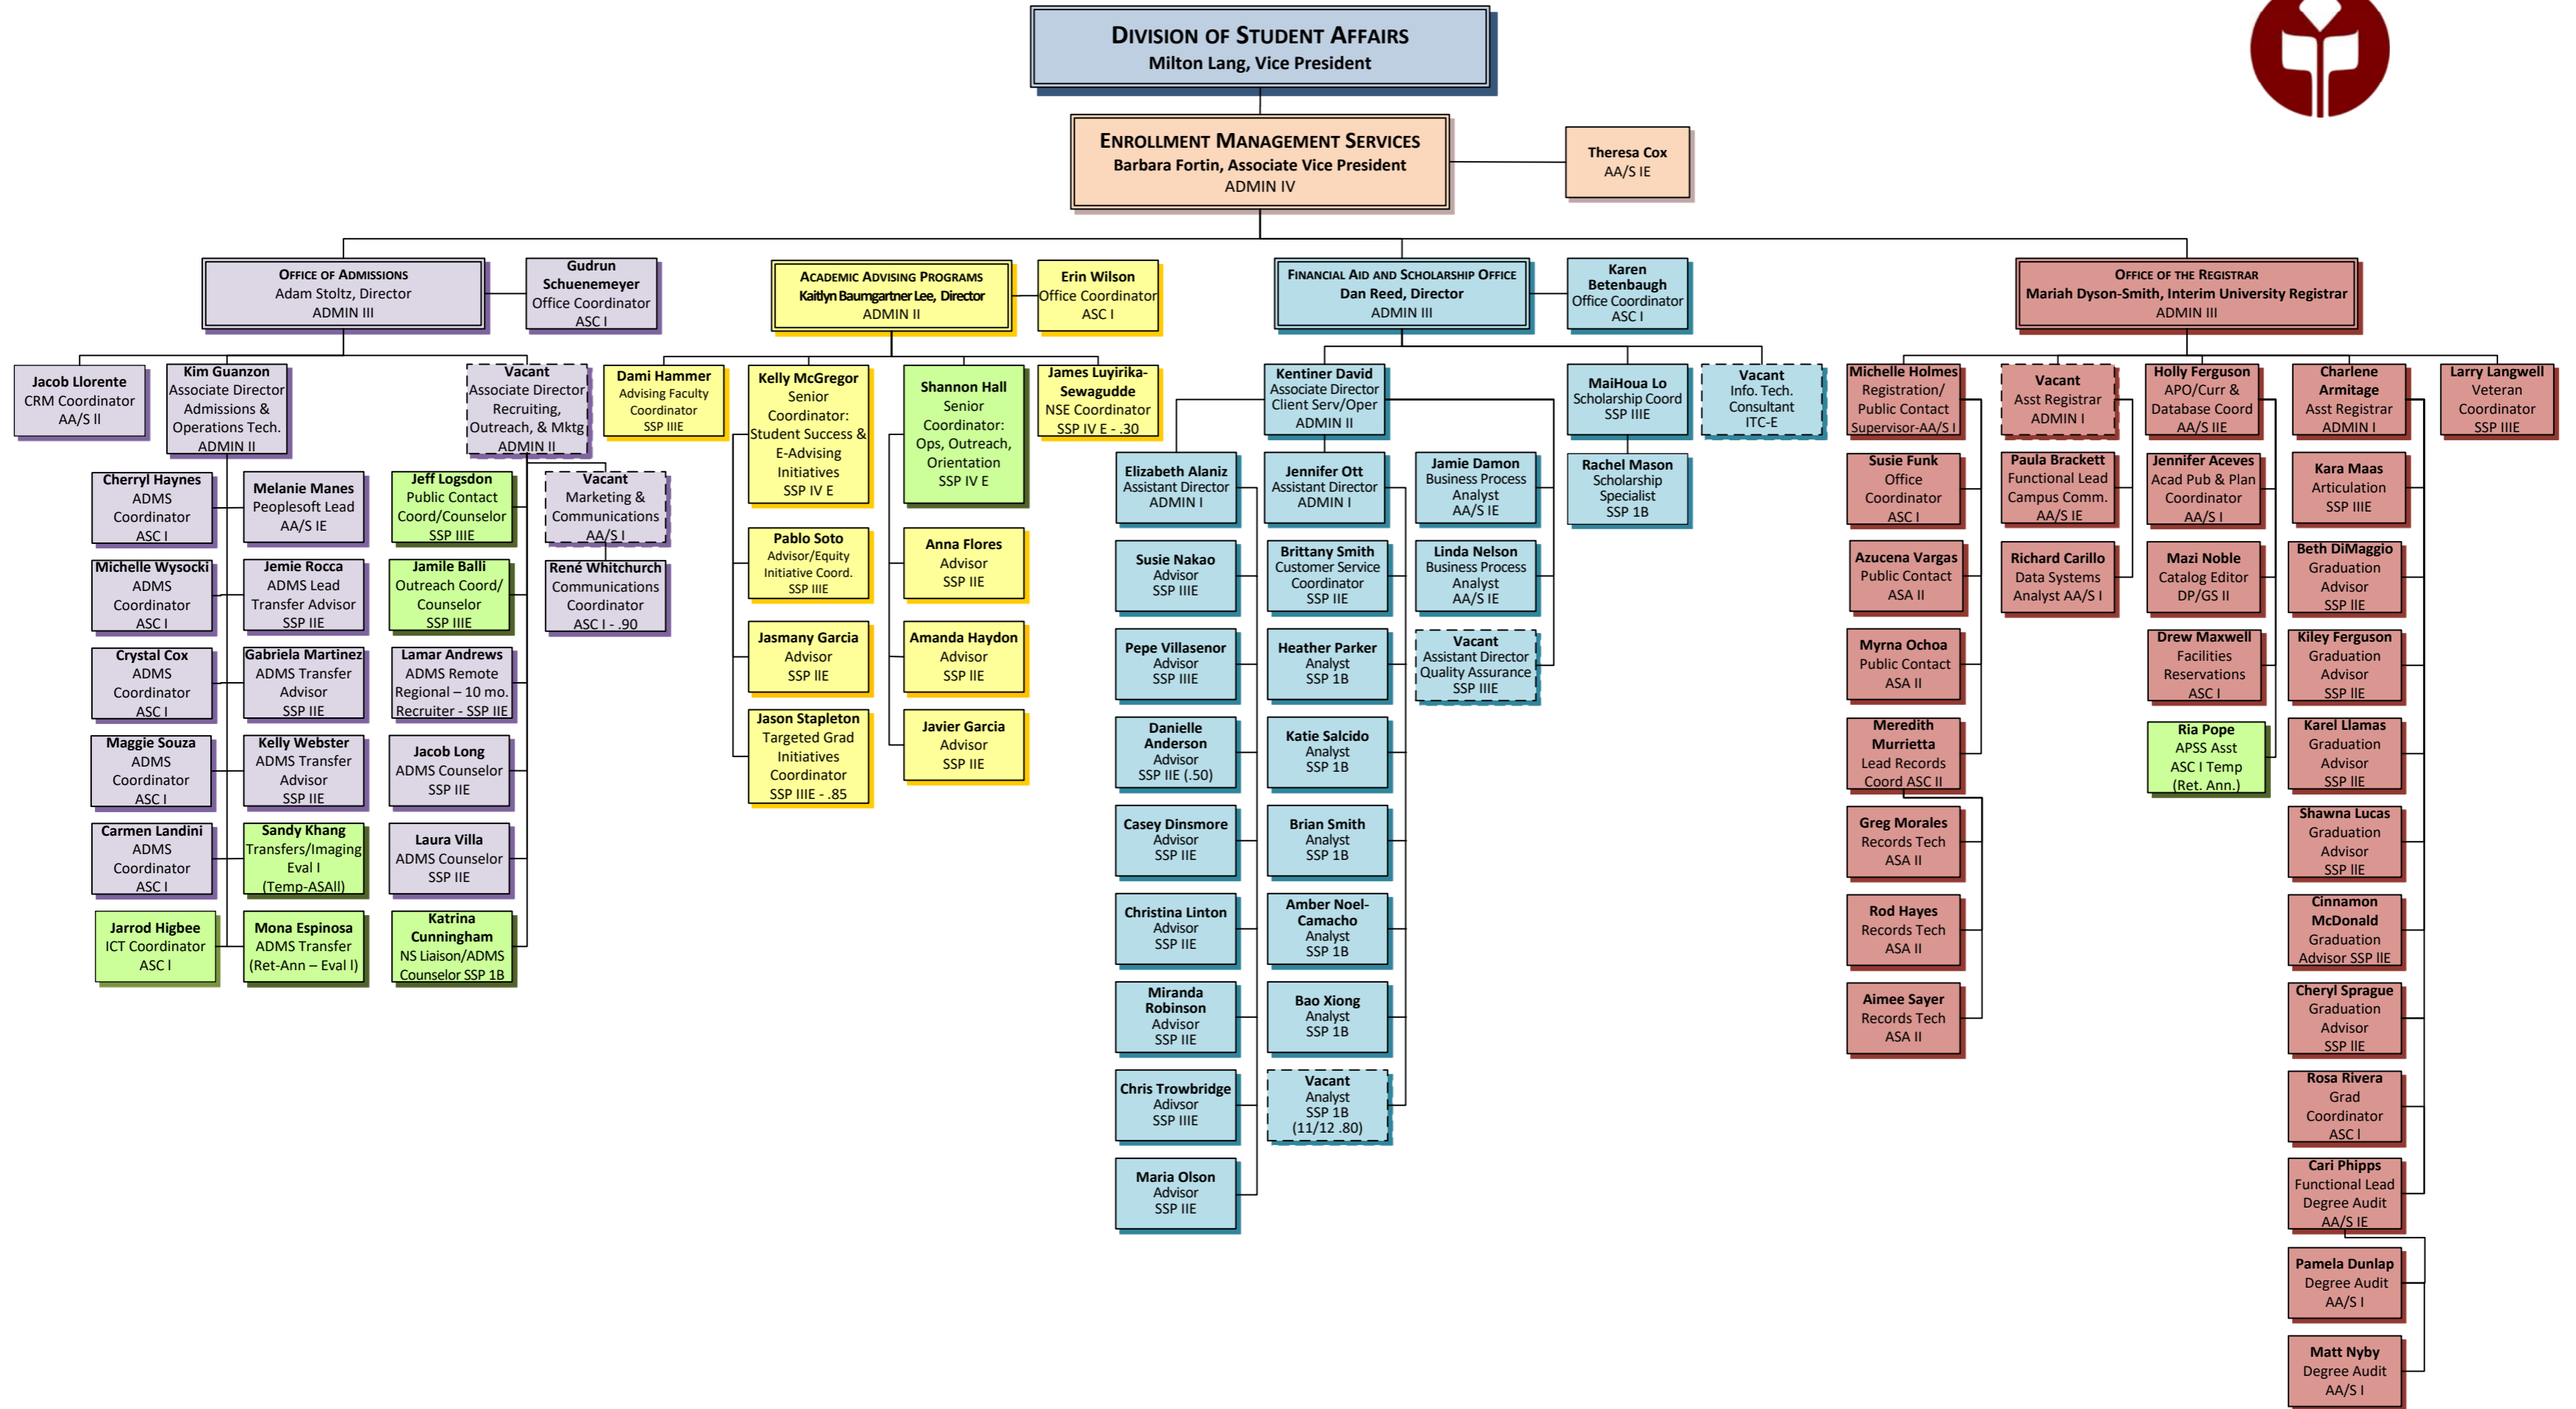 DIVISION OF STUDENT AFFAIRS
Milton Lang, Vice President
ENROLLMENT MANAGEMENT SERVICES
Barbara Fortin, Associate Vice President
ADMIN IV
Theresa Cox
AA/S IE
OFFICE OF ADMISSIONS
Adam Stoltz, Director
ADMIN III
Gudrun
Schuenemeyer
Office Coordinator
ASC I
ACADEMIC ADVISING PROGRAMS
Kaitlyn Baumgartner Lee, Director
ADMIN II
Erin Wilson
Office Coordinator
ASC I
FINANCIAL AID AND SCHOLARSHIP OFFICE
Dan Reed, Director
ADMIN III
Karen
Betenbaugh
Office Coordinator
ASC I
OFFICE OF THE REGISTRAR
Mariah Dyson-Smith, Interim University Registrar
ADMIN III
Jacob Llorente
CRM Coordinator
AA/S II
Kim Guanzon
Associate Director
Admissions &
Operations Tech.
ADMIN II
Vacant
Associate Director
Recruiting,
Outreach, & Mktg
ADMIN II
Cherryl Haynes
ADMS
Coordinator
ASC I
Melanie Manes
Peoplesoft Lead
AA/S IE
Jeff Logsdon
Public Contact
Coord/Counselor
SSP IIIE
Vacant
Marketing &
Communications
AA/S I
Michelle Wysocki
ADMS
Coordinator
ASC I
Jemie Rocca
ADMS Lead
Transfer Advisor
SSP IIE
Jamile Balli
Outreach Coord/
Counselor
SSP IIIE
René Whitchurch
Communications
Coordinator
ASC I - .90
Crystal Cox
ADMS
Coordinator
ASC I
Gabriela Martinez
ADMS Transfer
Advisor
SSP IIE
Lamar Andrews
ADMS Remote
Regional – 10 mo.
Recruiter - SSP IIE
Maggie Souza
ADMS
Coordinator
ASC I
Kelly Webster
ADMS Transfer
Advisor
SSP IIE
Jacob Long
ADMS Counselor
SSP IIE
Carmen Landini
ADMS
Coordinator
ASC I
Sandy Khang
Transfers/Imaging
Eval I
(Temp-ASAII)
Laura Villa
ADMS Counselor
SSP IIE
Jarrod Higbee
ICT Coordinator
ASC I
Mona Espinosa
ADMS Transfer
(Ret-Ann – Eval I)
Katrina
Cunningham
NS Liaison/ADMS
Counselor SSP 1B
Dami Hammer
Advising Faculty
Coordinator
SSP IIIE
Kelly McGregor
Senior
Coordinator:
Student Success &
E-Advising
Initiatives
SSP IV E
Shannon Hall
Senior
Coordinator:
Ops, Outreach,
Orientation
SSP IV E
James Luyirika-
Sewagudde
NSE Coordinator
SSP IV E - .30
Pablo Soto
Advisor/Equity
Initiative Coord.
SSP IIIE
Anna Flores
Advisor
SSP IIE
Jasmany Garcia
Advisor
SSP IIE
Amanda Haydon
Advisor
SSP IIE
Jason Stapleton
Targeted Grad
Initiatives
Coordinator
SSP IIIE - .85
Javier Garcia
Advisor
SSP IIE
Kentiner David
Associate Director
Client Serv/Oper
ADMIN II
MaiHoua Lo
Scholarship Coord
SSP IIIE
Vacant
Info. Tech.
Consultant
ITC-E
Elizabeth Alaniz
Assistant Director
ADMIN I
Jennifer Ott
Assistant Director
ADMIN I
Jamie Damon
Business Process
Analyst
AA/S IE
Rachel Mason
Scholarship
Specialist
SSP 1B
Susie Nakao
Advisor
SSP IIIE
Brittany Smith
Customer Service
Coordinator
SSP IIE
Linda Nelson
Business Process
Analyst
AA/S IE
Pepe Villasenor
Advisor
SSP IIIE
Heather Parker
Analyst
SSP 1B
Vacant
Assistant Director
Quality Assurance
SSP IIIE
Danielle
Anderson
Advisor
SSP IIE (.50)
Katie Salcido
Analyst
SSP 1B
Casey Dinsmore
Advisor
SSP IIE
Brian Smith
Analyst
SSP 1B
Christina Linton
Advisor
SSP IIE
Amber Noel-
Camacho
Analyst
SSP 1B
Miranda
Robinson
Advisor
SSP IIE
Bao Xiong
Analyst
SSP 1B
Chris Trowbridge
Adivsor
SSP IIIE
Vacant
Analyst
SSP 1B
(11/12 .80)
Maria Olson
Advisor
SSP IIE
Michelle Holmes
Registration/
Public Contact
Supervisor-AA/S I
Vacant
Asst Registrar
ADMIN I
Holly Ferguson
APO/Curr &
Database Coord
AA/S IIE
Charlene
Armitage
Asst Registrar
ADMIN I
Larry Langwell
Veteran
Coordinator
SSP IIIE
Susie Funk
Office
Coordinator
ASC I
Paula Brackett
Functional Lead
Campus Comm.
AA/S IE
Jennifer Aceves
Acad Pub & Plan
Coordinator
AA/S I
Kara Maas
Articulation
SSP IIIE
Azucena Vargas
Public Contact
ASA II
Richard Carillo
Data Systems
Analyst AA/S I
Mazi Noble
Catalog Editor
DP/GS II
Beth DiMaggio
Graduation
Advisor
SSP IIE
Myrna Ochoa
Public Contact
ASA II
Drew Maxwell
Facilities
Reservations
ASC I
Kiley Ferguson
Graduation
Advisor
SSP IIE
Meredith
Murrietta
Lead Records
Coord ASC II
Ria Pope
APSS Asst
ASC I Temp
(Ret. Ann.)
Karel Llamas
Graduation
Advisor
SSP IIE
Greg Morales
Records Tech
ASA II
Shawna Lucas
Graduation
Advisor
SSP IIE
Rod Hayes
Records Tech
ASA II
Cinnamon
McDonald
Graduation
Advisor SSP IIE
Aimee Sayer
Records Tech
ASA II
Cheryl Sprague
Graduation
Advisor
SSP IIE
Rosa Rivera
Grad
Coordinator
ASC I
Cari Phipps
Functional Lead
Degree Audit
AA/S IE
Pamela Dunlap
Degree Audit
AA/S I
Matt Nyby
Degree Audit
AA/S I